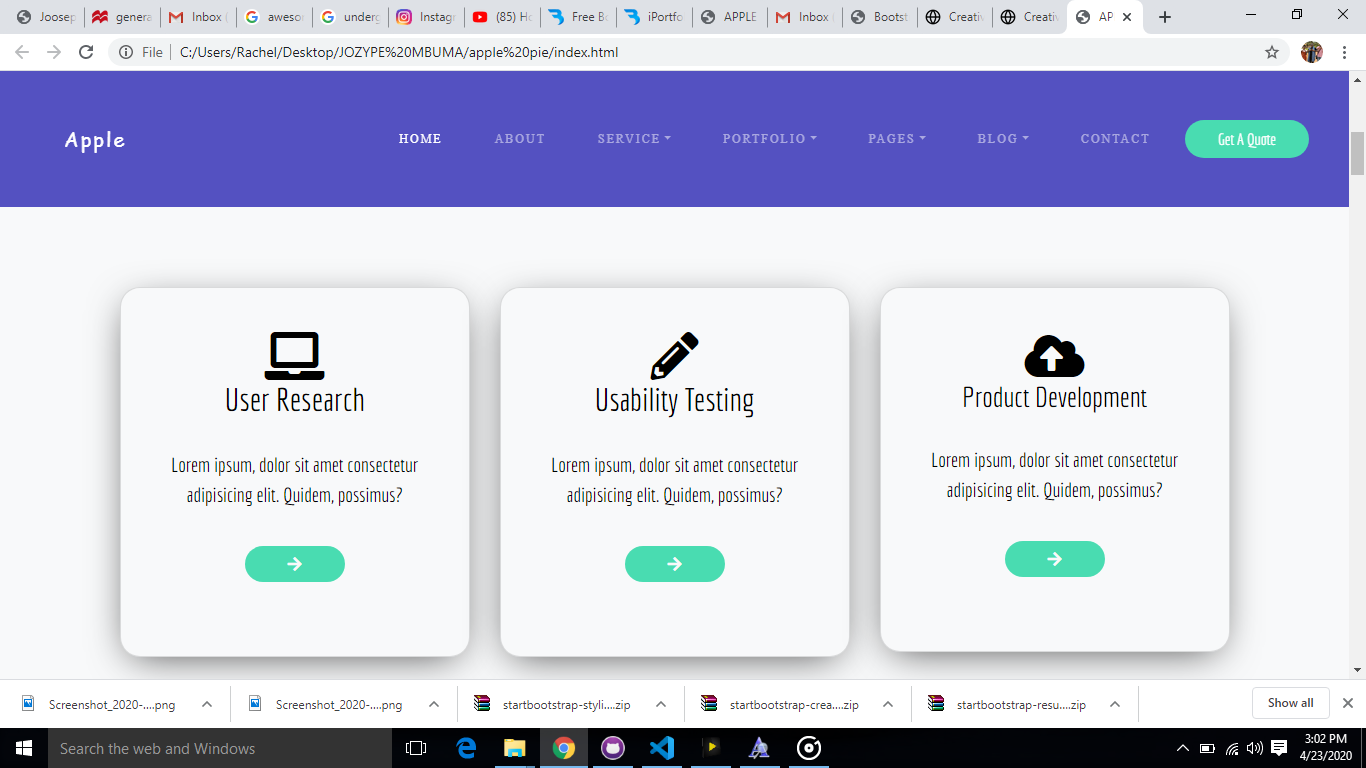 Joosep
genera
Inbox (
aweso
underg
Instagr
(85) Ho
Free Bo
iPortfo
APPLE
Inbox (
Bootst
Creativ
Creativ
AP
File
C:/Users/Rachel/Desktop/JOZYPE%20MBUMA/apple%20pie/index.html
Apple
HOME
ABOUT
SERVICE
PORTFOLIO
PAGES
BLOG
CONTACT
Get A Quote
User Research
Lorem ipsum, dolor sit amet consectetur
adipisicing elit. Quidem, possimus?
Usability Testing
Lorem ipsum, dolor sit amet consectetur
adipisicing elit. Quidem, possimus?
Product Development
Lorem ipsum, dolor sit amet consectetur
adipisicing elit. Quidem, possimus?
Screenshot_2020-....png
Screenshot_2020-....png
startbootstrap-styli....zip
startbootstrap-crea....zip
startbootstrap-resu....zip
Show all
Search the web and Windows
3:02 PM
4/23/2020